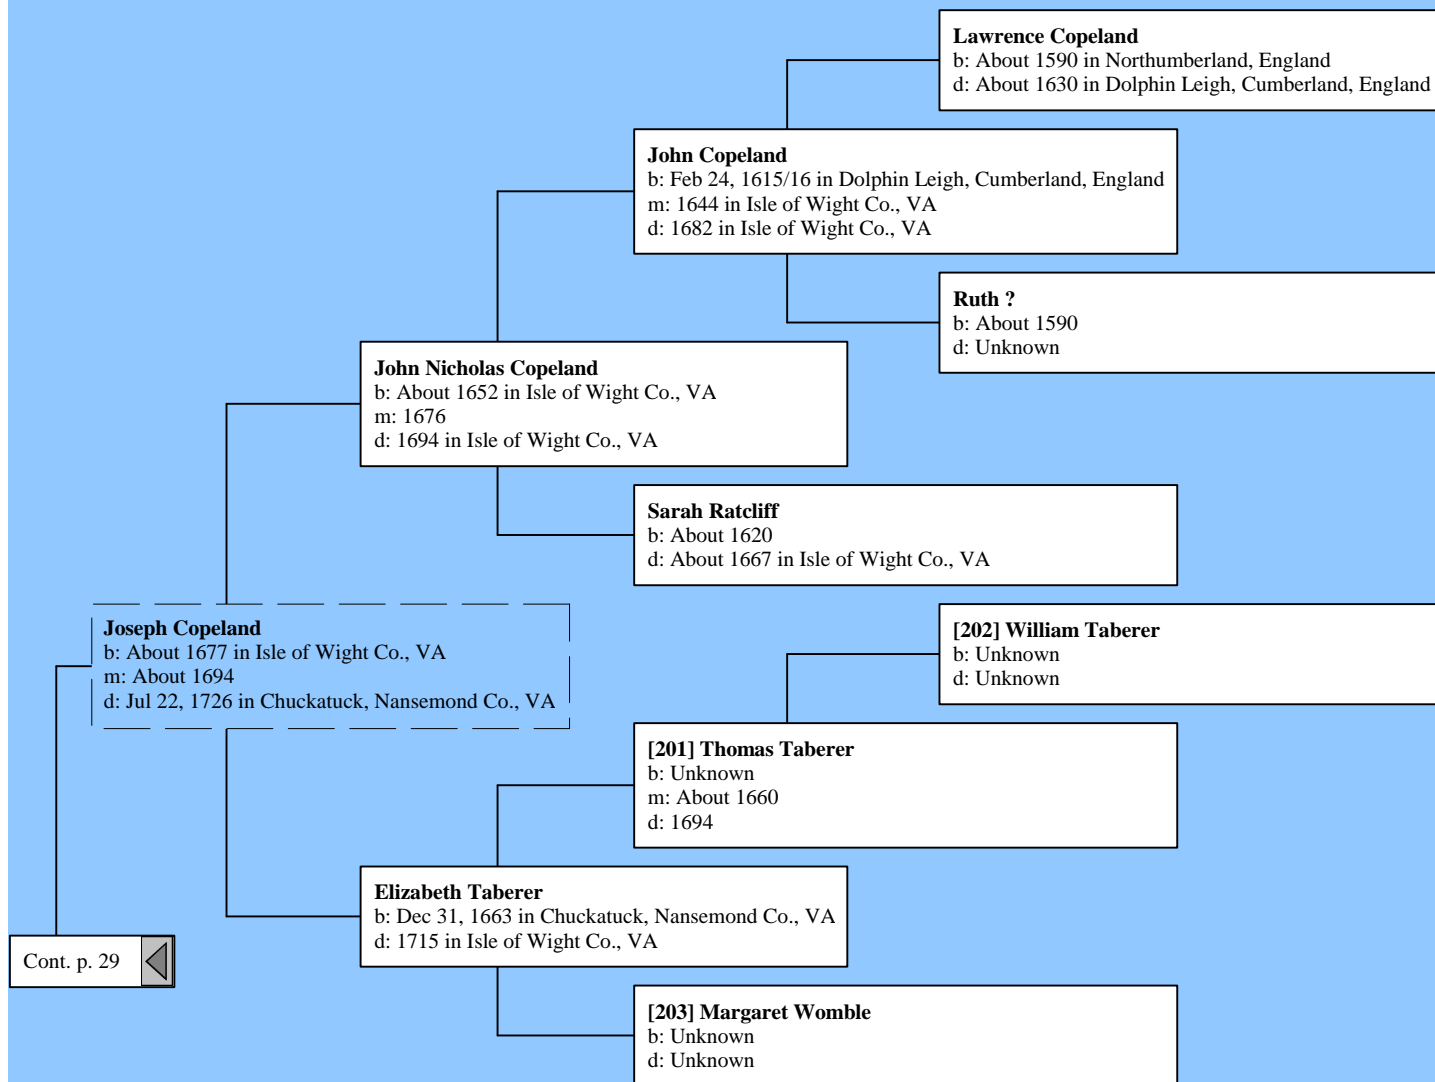 Lawrence Copeland
b: About 1590 in Northumberland, England
d: About 1630 in Dolphin Leigh, Cumberland, England
John Copeland
b: Feb 24, 1615/16 in Dolphin Leigh, Cumberland, England
m: 1644 in Isle of Wight Co., VA
d: 1682 in Isle of Wight Co., VA
Ruth ?
b: About 1590
d: Unknown
John Nicholas Copeland
b: About 1652 in Isle of Wight Co., VA
m: 1676
d: 1694 in Isle of Wight Co., VA
Sarah Ratcliff
b: About 1620
d: About 1667 in Isle of Wight Co., VA
Joseph Copeland
b: About 1677 in Isle of Wight Co., VA
m: About 1694
d: Jul 22, 1726 in Chuckatuck, Nansemond Co., VA
[202] William Taberer
b: Unknown
d: Unknown
[201] Thomas Taberer
b: Unknown
m: About 1660
d: 1694
Elizabeth Taberer
b: Dec 31, 1663 in Chuckatuck, Nansemond Co., VA
d: 1715 in Isle of Wight Co., VA
Cont. p. 29
[203] Margaret Womble
b: Unknown
d: Unknown